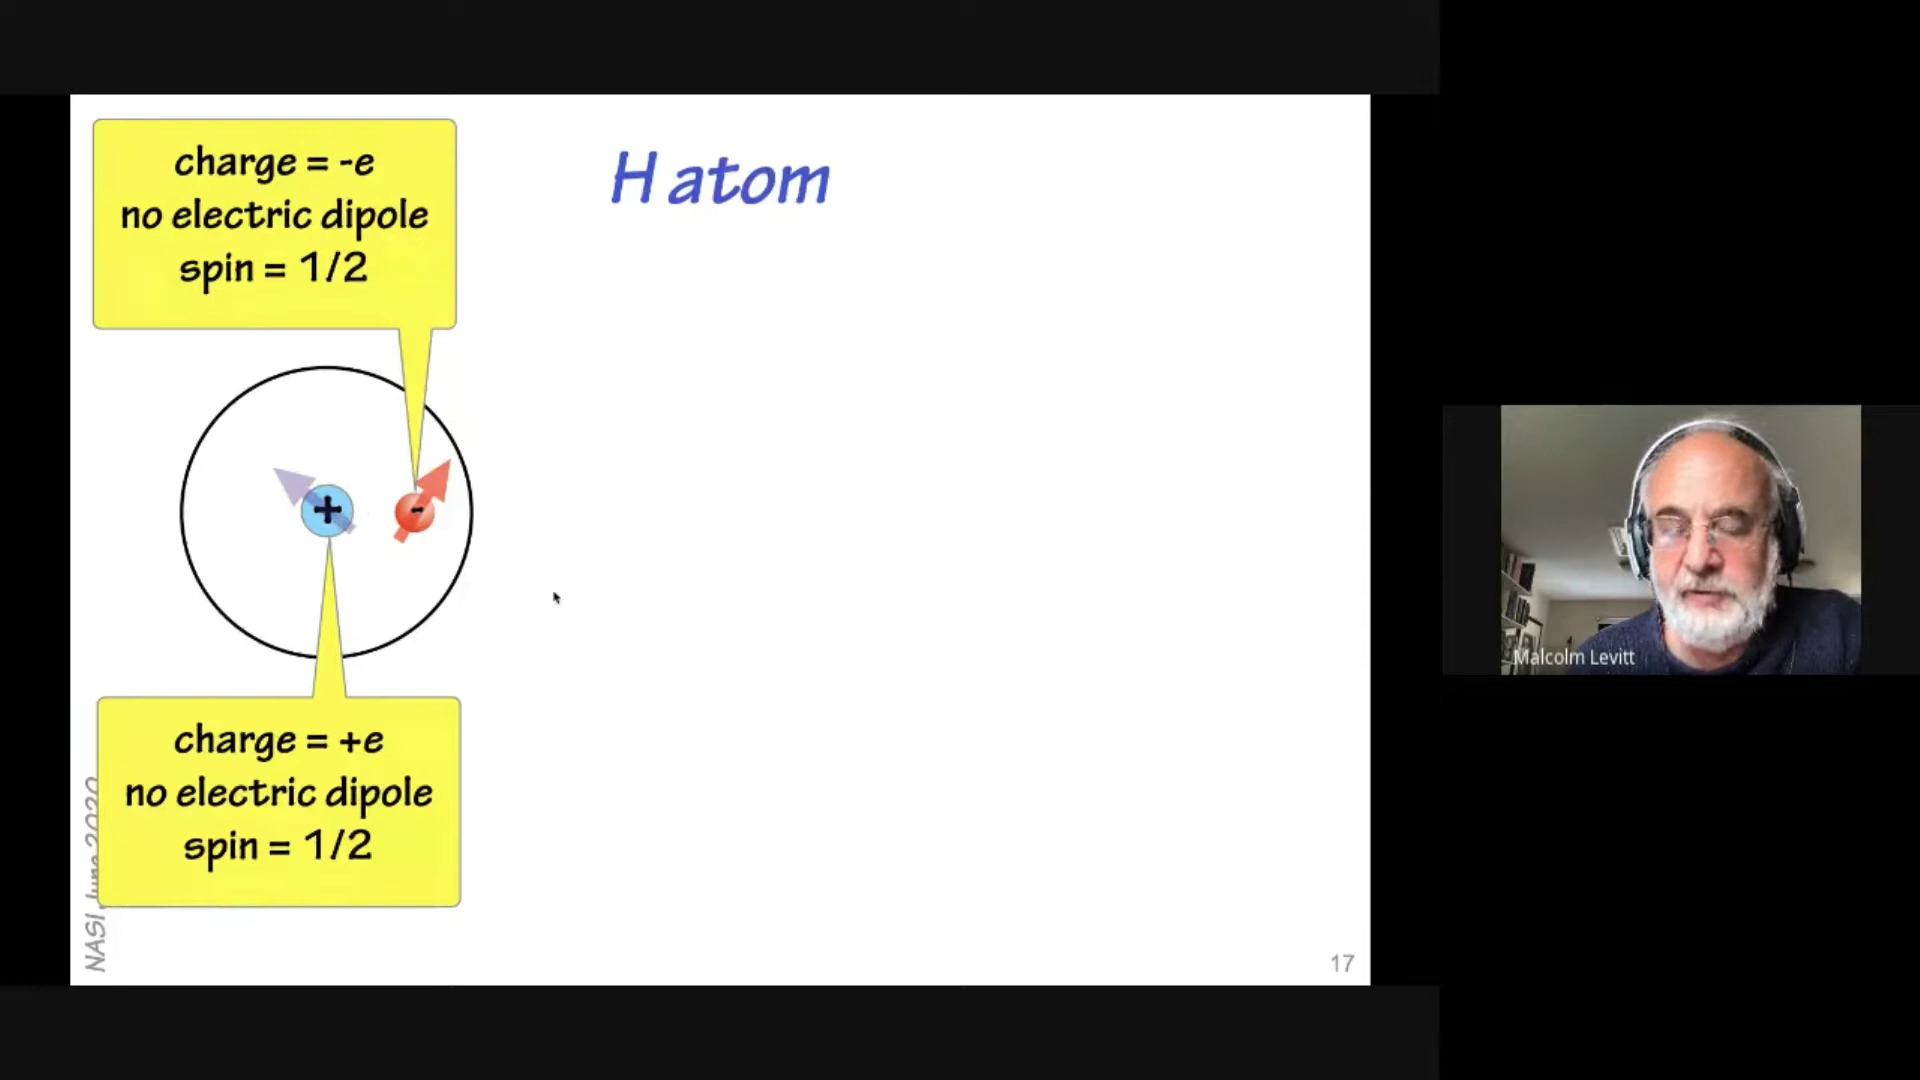 H atom
charge = -e
no electric dipole
spin = 1/2
+
-
charge = +e
no electric dipole
spin = 1/2
NASI June 2020
17
Malcolm Levitt